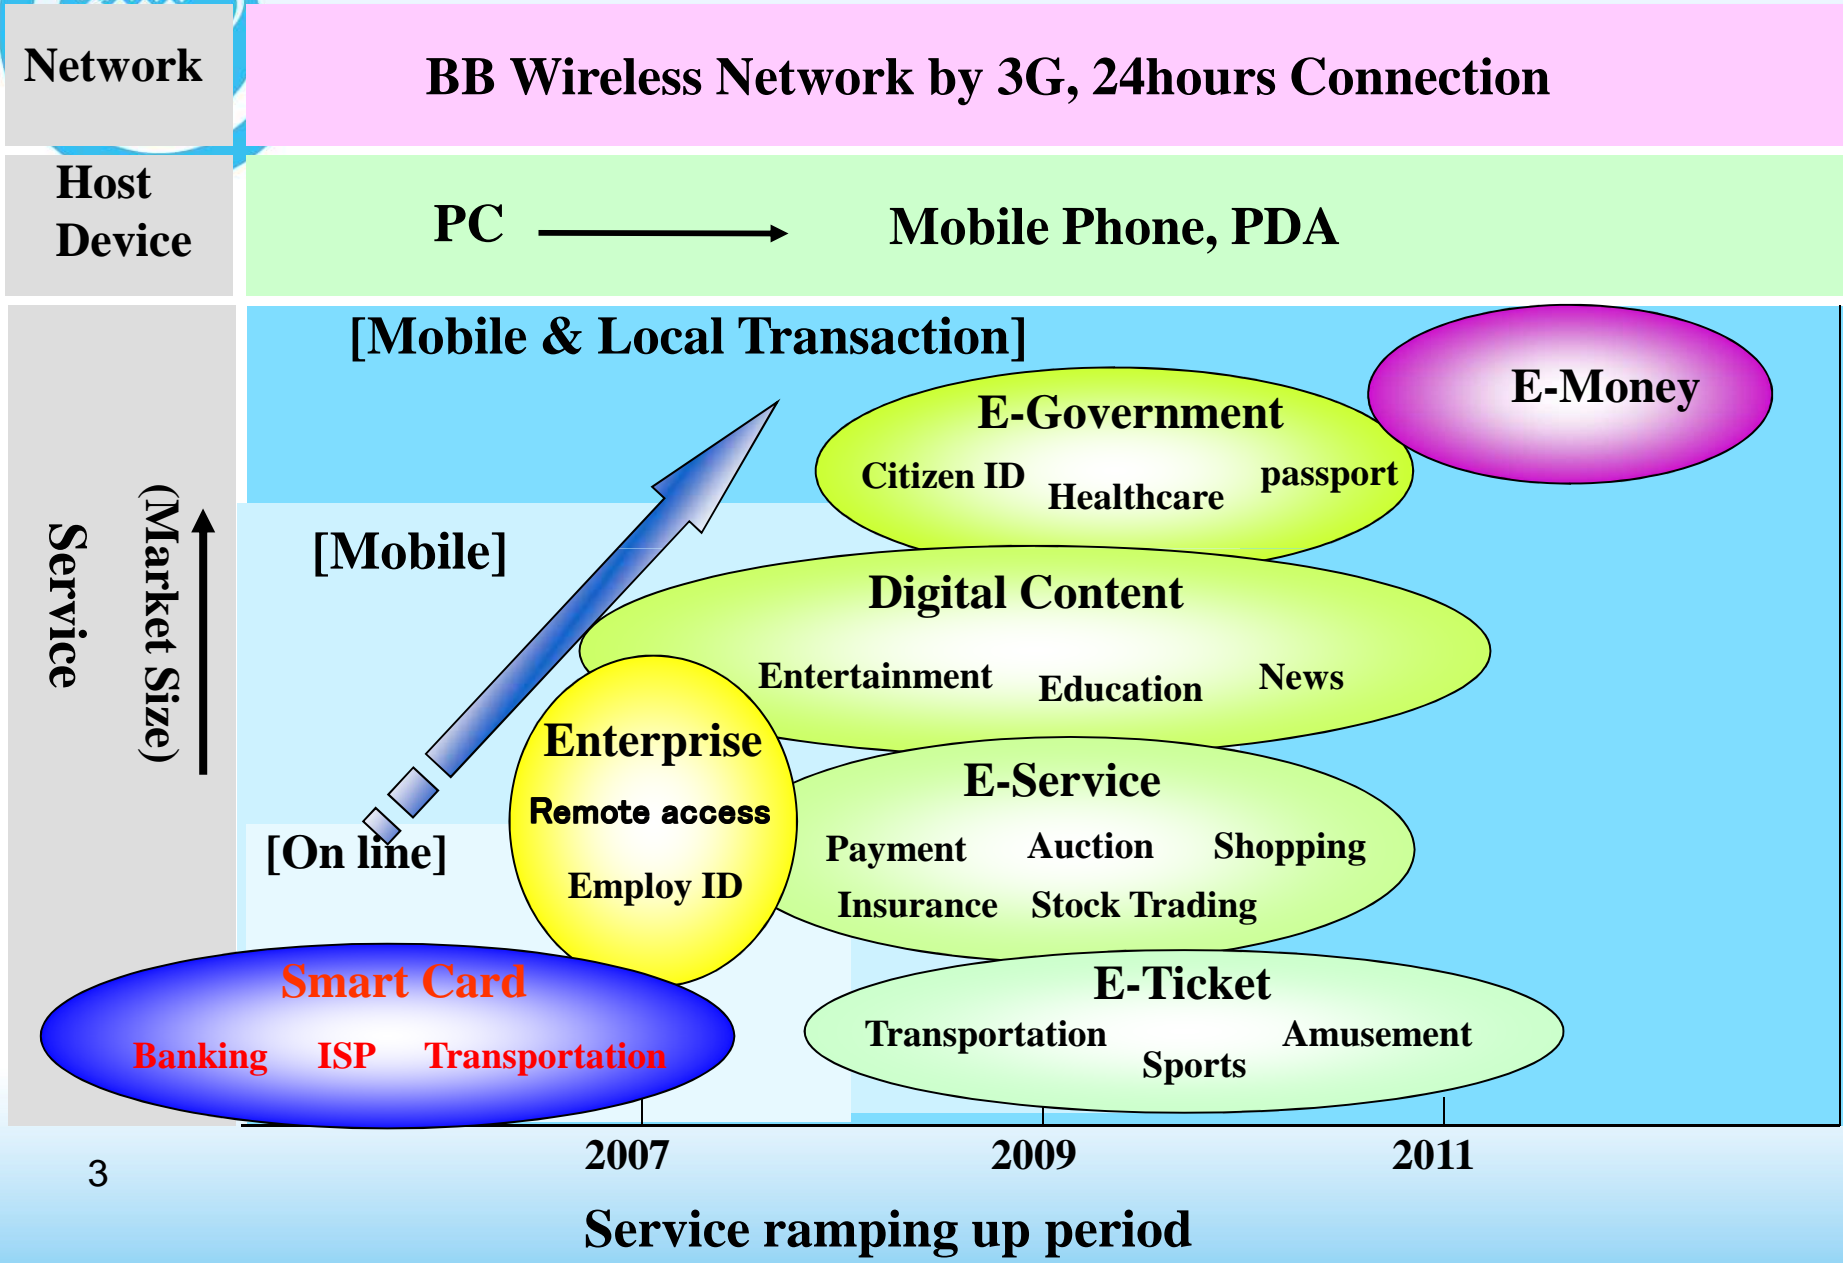 Network
BB Wireless Network by 3G, 24hours Connection
Host
Device
PC
Mobile Phone, PDA
Service
(Market Size)
[Mobile & Local Transaction]
E-Money
E-Government
Citizen ID
Healthcare
passport
[Mobile]
Digital Content
Entertainment
Education
News
Enterprise
Remote access
Employ ID
E-Service
Payment
Auction
Shopping
Insurance
Stock Trading
[On line]
Smart Card
Banking
ISP
Transportation
E-Ticket
Transportation
Sports
Amusement
2007
2009
2011
3
Service ramping up period